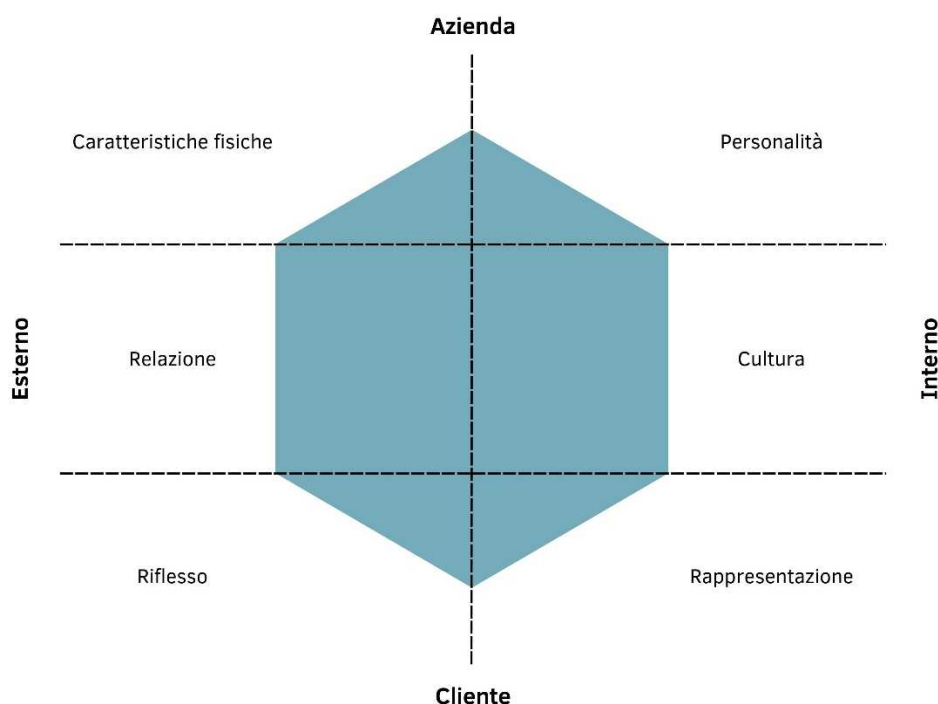 Azienda
Caratteristiche fisiche
Personalità
Esterno
Relazione
Cultura
Interno
Riflesso
Rappresentazione
Cliente